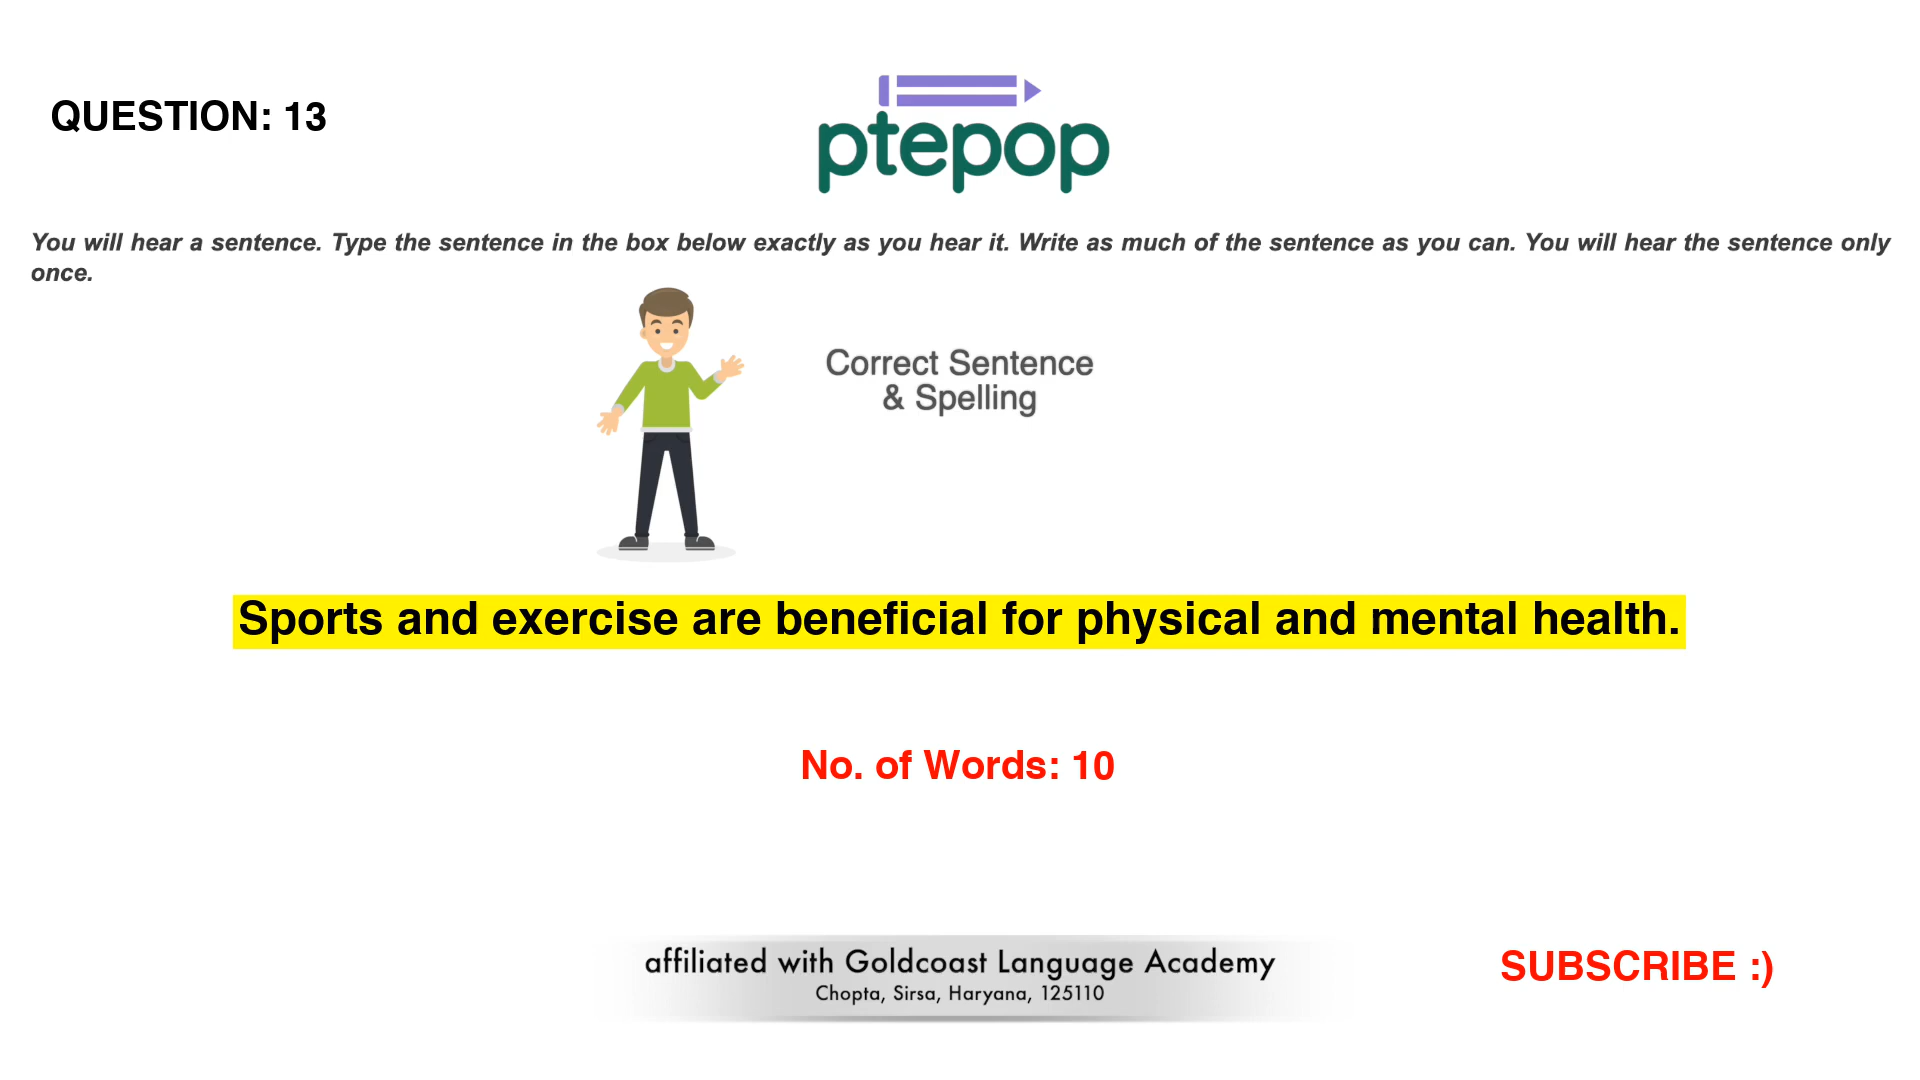 QUESTION: 13
ptepop
You will hear a sentence. Type the sentence in the box below exactly as you hear it. Write as much of the sentence as you can. You will hear the sentence only
once.
Correct Sentence
& Spelling
Sports and exercise are beneficial for physical and mental health.
No. of Words: 10
affiliated with Goldcoast Language Academy
Chopta, Sirsa, Haryana, 125110
SUBSCRIBE :)